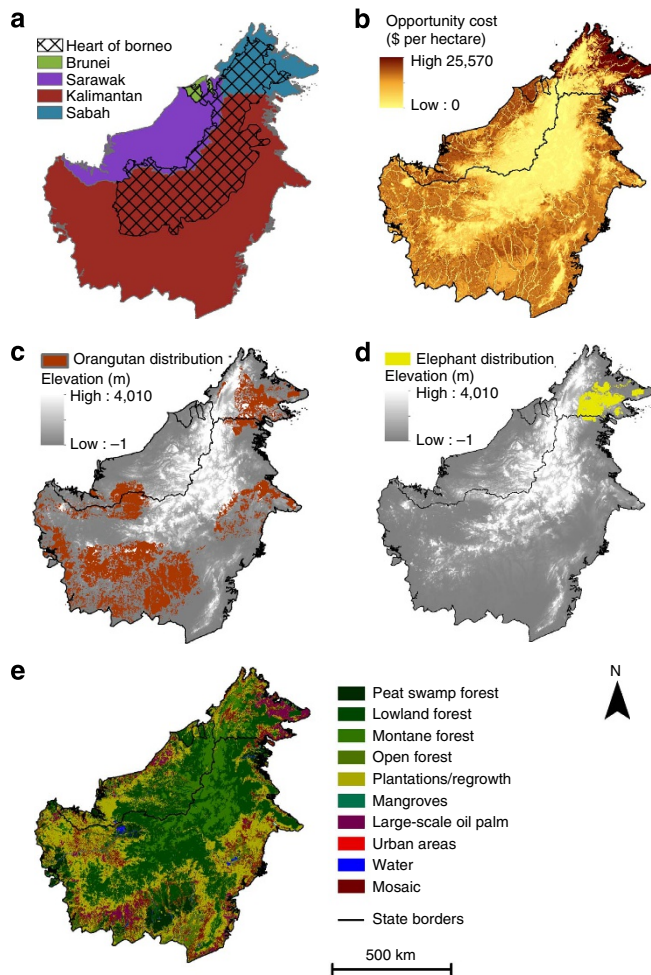 a
Heart of borneo
Brunei
Sarawak
Kalimantan
Sabah
b
Opportunity cost
($ per hectare)
High 25,570
Low : 0
c
Orangutan distribution
Elevation (m)
High : 4,010
Low : –1
d
Elephant distribution
Elevation (m)
High : 4,010
Low : –1
e
Peat swamp forest
Lowland forest
Montane forest
Open forest
Plantations/regrowth
Mangroves
Large-scale oil palm
Urban areas
Water
Mosaic
State borders
500 km
N